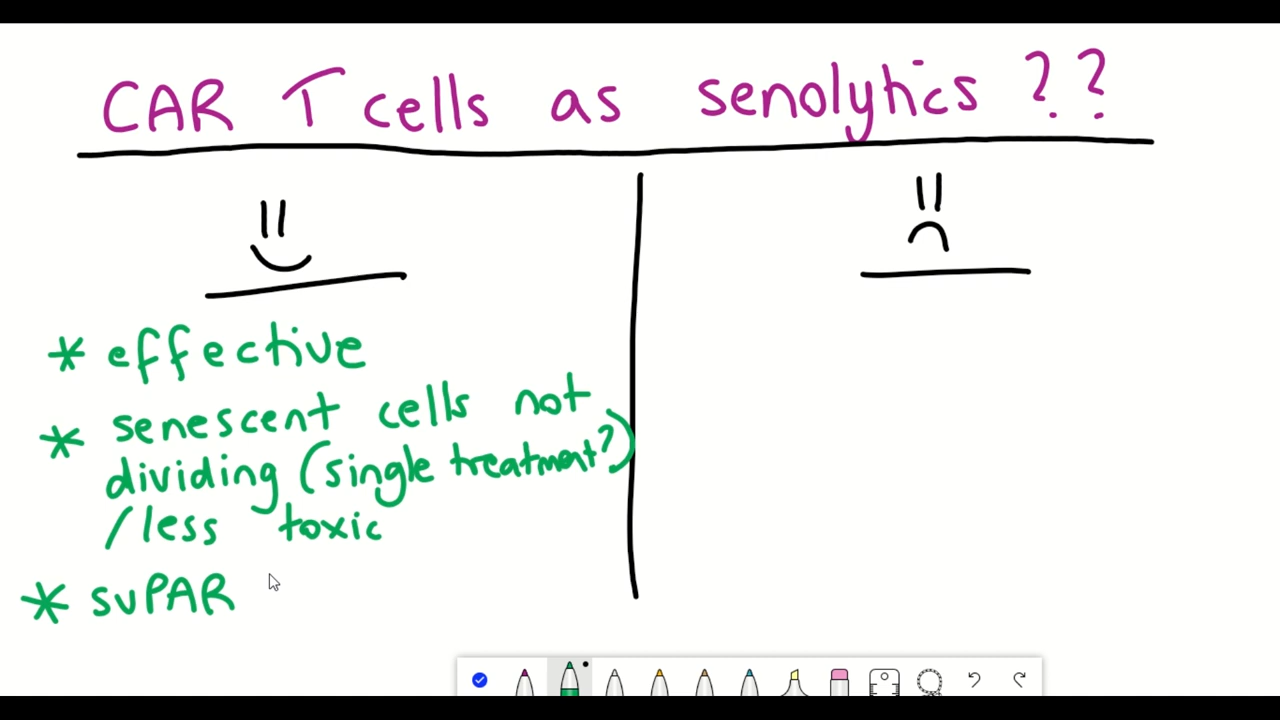 CAR T cells as senolytics ??
* effective
* senescent cells not
dividing (single treatment?)
/less toxic
* suPAR